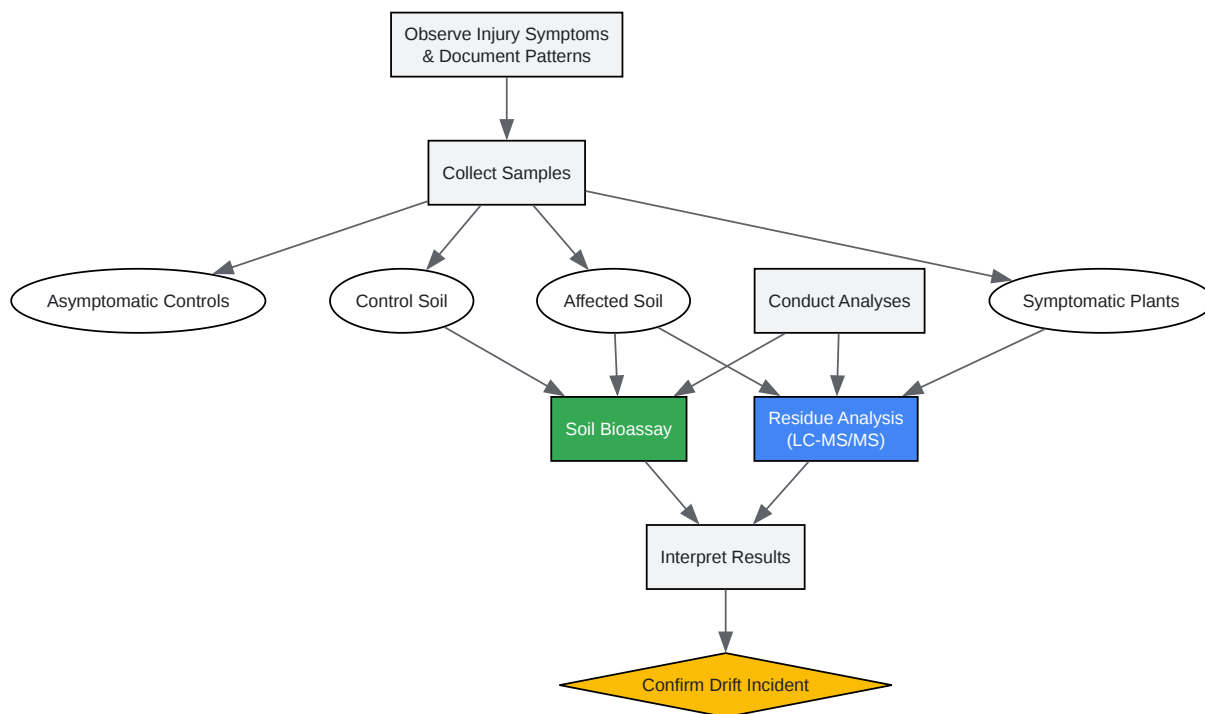 Observe Injury Symptoms
& Document Patterns
Collect Samples
Asymptomatic Controls
Control Soil
Affected Soil
Conduct Analyses
Symptomatic Plants
Soil Bioassay
Residue Analysis
(LC-MS/MS)
Interpret Results
Confirm Drift Incident